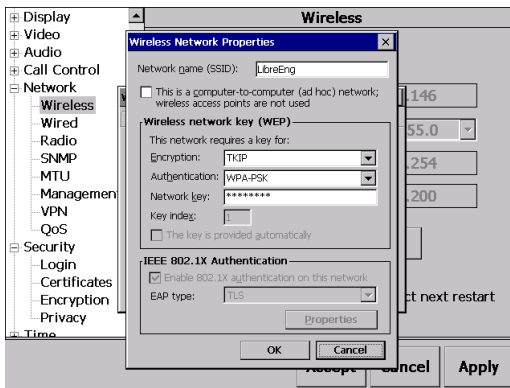 Display
Video
Audio
Call Control
Network
Wireless
Wired
Radio
SNMP
MTU
Managemen
VPN
QoS
Security
Login
Certificates
Encryption
Privacy
Time
Wireless
.146
55.0
.254
.200
ct next restart
Accept Cancel Apply
Wireless Network Properties
Network name (SSID): LibreEng
This is a computer-to-computer (ad hoc) network;
wireless access points are not used
Wireless network key (WEP)
This network requires a key for:
Encryption: TKIP
Authentication: WPA-PSK
Network key: ********
Key index: 1
The key is provided automatically
IEEE 802.1X Authentication
Enable 802.1X authentication on this network
EAP type: TLS
Properties
OK Cancel